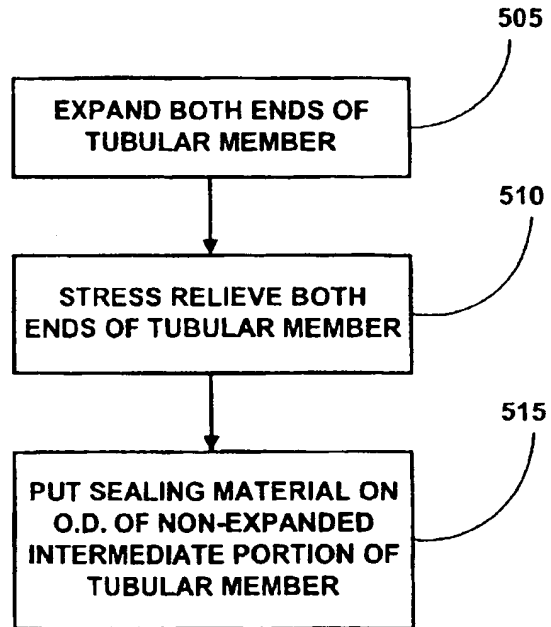 505
EXPAND BOTH ENDS OF
TUBULAR MEMBER
510
STRESS RELIEVE BOTH
ENDS OF TUBULAR MEMBER
515
PUT SEALING MATERIAL ON
O.D. OF NON-EXPANDED
INTERMEDIATE PORTION OF
TUBULAR MEMBER